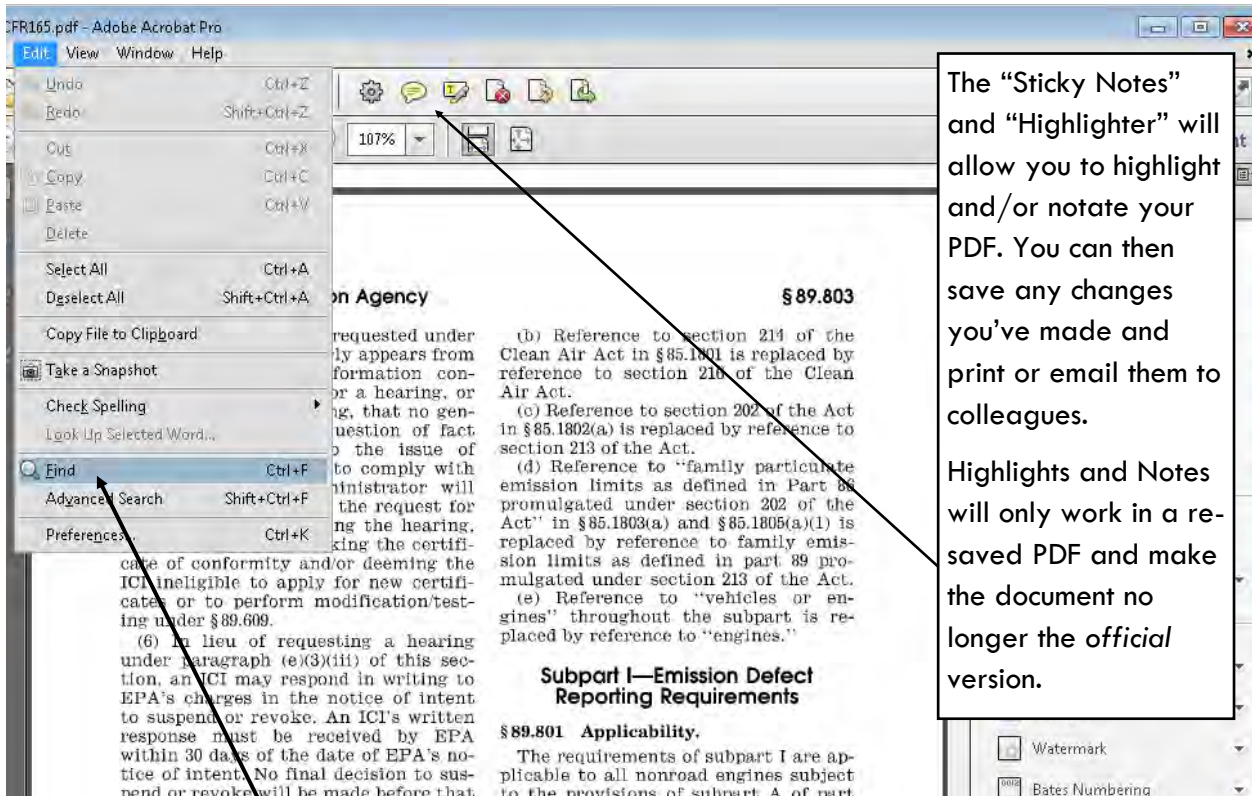 CFR165.pdf - Adobe Acrobat Pro
Edit View Window Help
Undo Ctrl+Z
Redo Shift+Ctrl+Z
Cut Ctrl+X
Copy Ctrl+C
Paste Ctrl+V
Delete
Select All Ctrl+A
Deselect All Shift+Ctrl+A
Copy File to Clipboard
Take a Snapshot
Check Spelling
Look Up Selected Word...
Find Ctrl+F
Advanced Search Shift+Ctrl+F
Preferences... Ctrl+K
107%
The “Sticky Notes”
and “Highlighter” will
allow you to highlight
and/or notate your
PDF. You can then
save any changes
you’ve made and
print or email them to
colleagues.
Highlights and Notes
will only work in a re-
saved PDF and make
the document no
longer the official
version.
on Agency
§ 89.803
requested under
ly appears from
formation con-
or a hearing, or
ng, that no gen-
uestion of fact
o the issue of
to comply with
ministrator will
the request for
ng the hearing,
king the certifi-
cate of conformity and/or deeming the
ICI ineligible to apply for new certifi-
cates or to perform modification/test-
ing under § 89.609.
(6) In lieu of requesting a hearing
under paragraph (e)(3)(iii) of this sec-
tion, an ICI may respond in writing to
EPA's charges in the notice of intent
to suspend or revoke. An ICI's written
response must be received by EPA
within 30 days of the date of EPA's no-
tice of intent. No final decision to sus-
pend or revoke will be made before that
(b) Reference to section 214 of the
Clean Air Act in § 85.1801 is replaced by
reference to section 216 of the Clean
Air Act.
(c) Reference to section 202 of the Act
in § 85.1802(a) is replaced by reference to
section 213 of the Act.
(d) Reference to “family particulate
emission limits as defined in Part 86
promulgated under section 202 of the
Act” in § 85.1803(a) and § 85.1805(a)(1) is
replaced by reference to family emis-
sion limits as defined in part 89 pro-
mulgated under section 213 of the Act.
(e) Reference to “vehicles or en-
gines” throughout the subpart is re-
placed by reference to “engines.”
Subpart I—Emission Defect
Reporting Requirements
§ 89.801 Applicability.
The requirements of subpart I are ap-
plicable to all nonroad engines subject
to the provisions of subpart A of part
Watermark
Bates Numbering